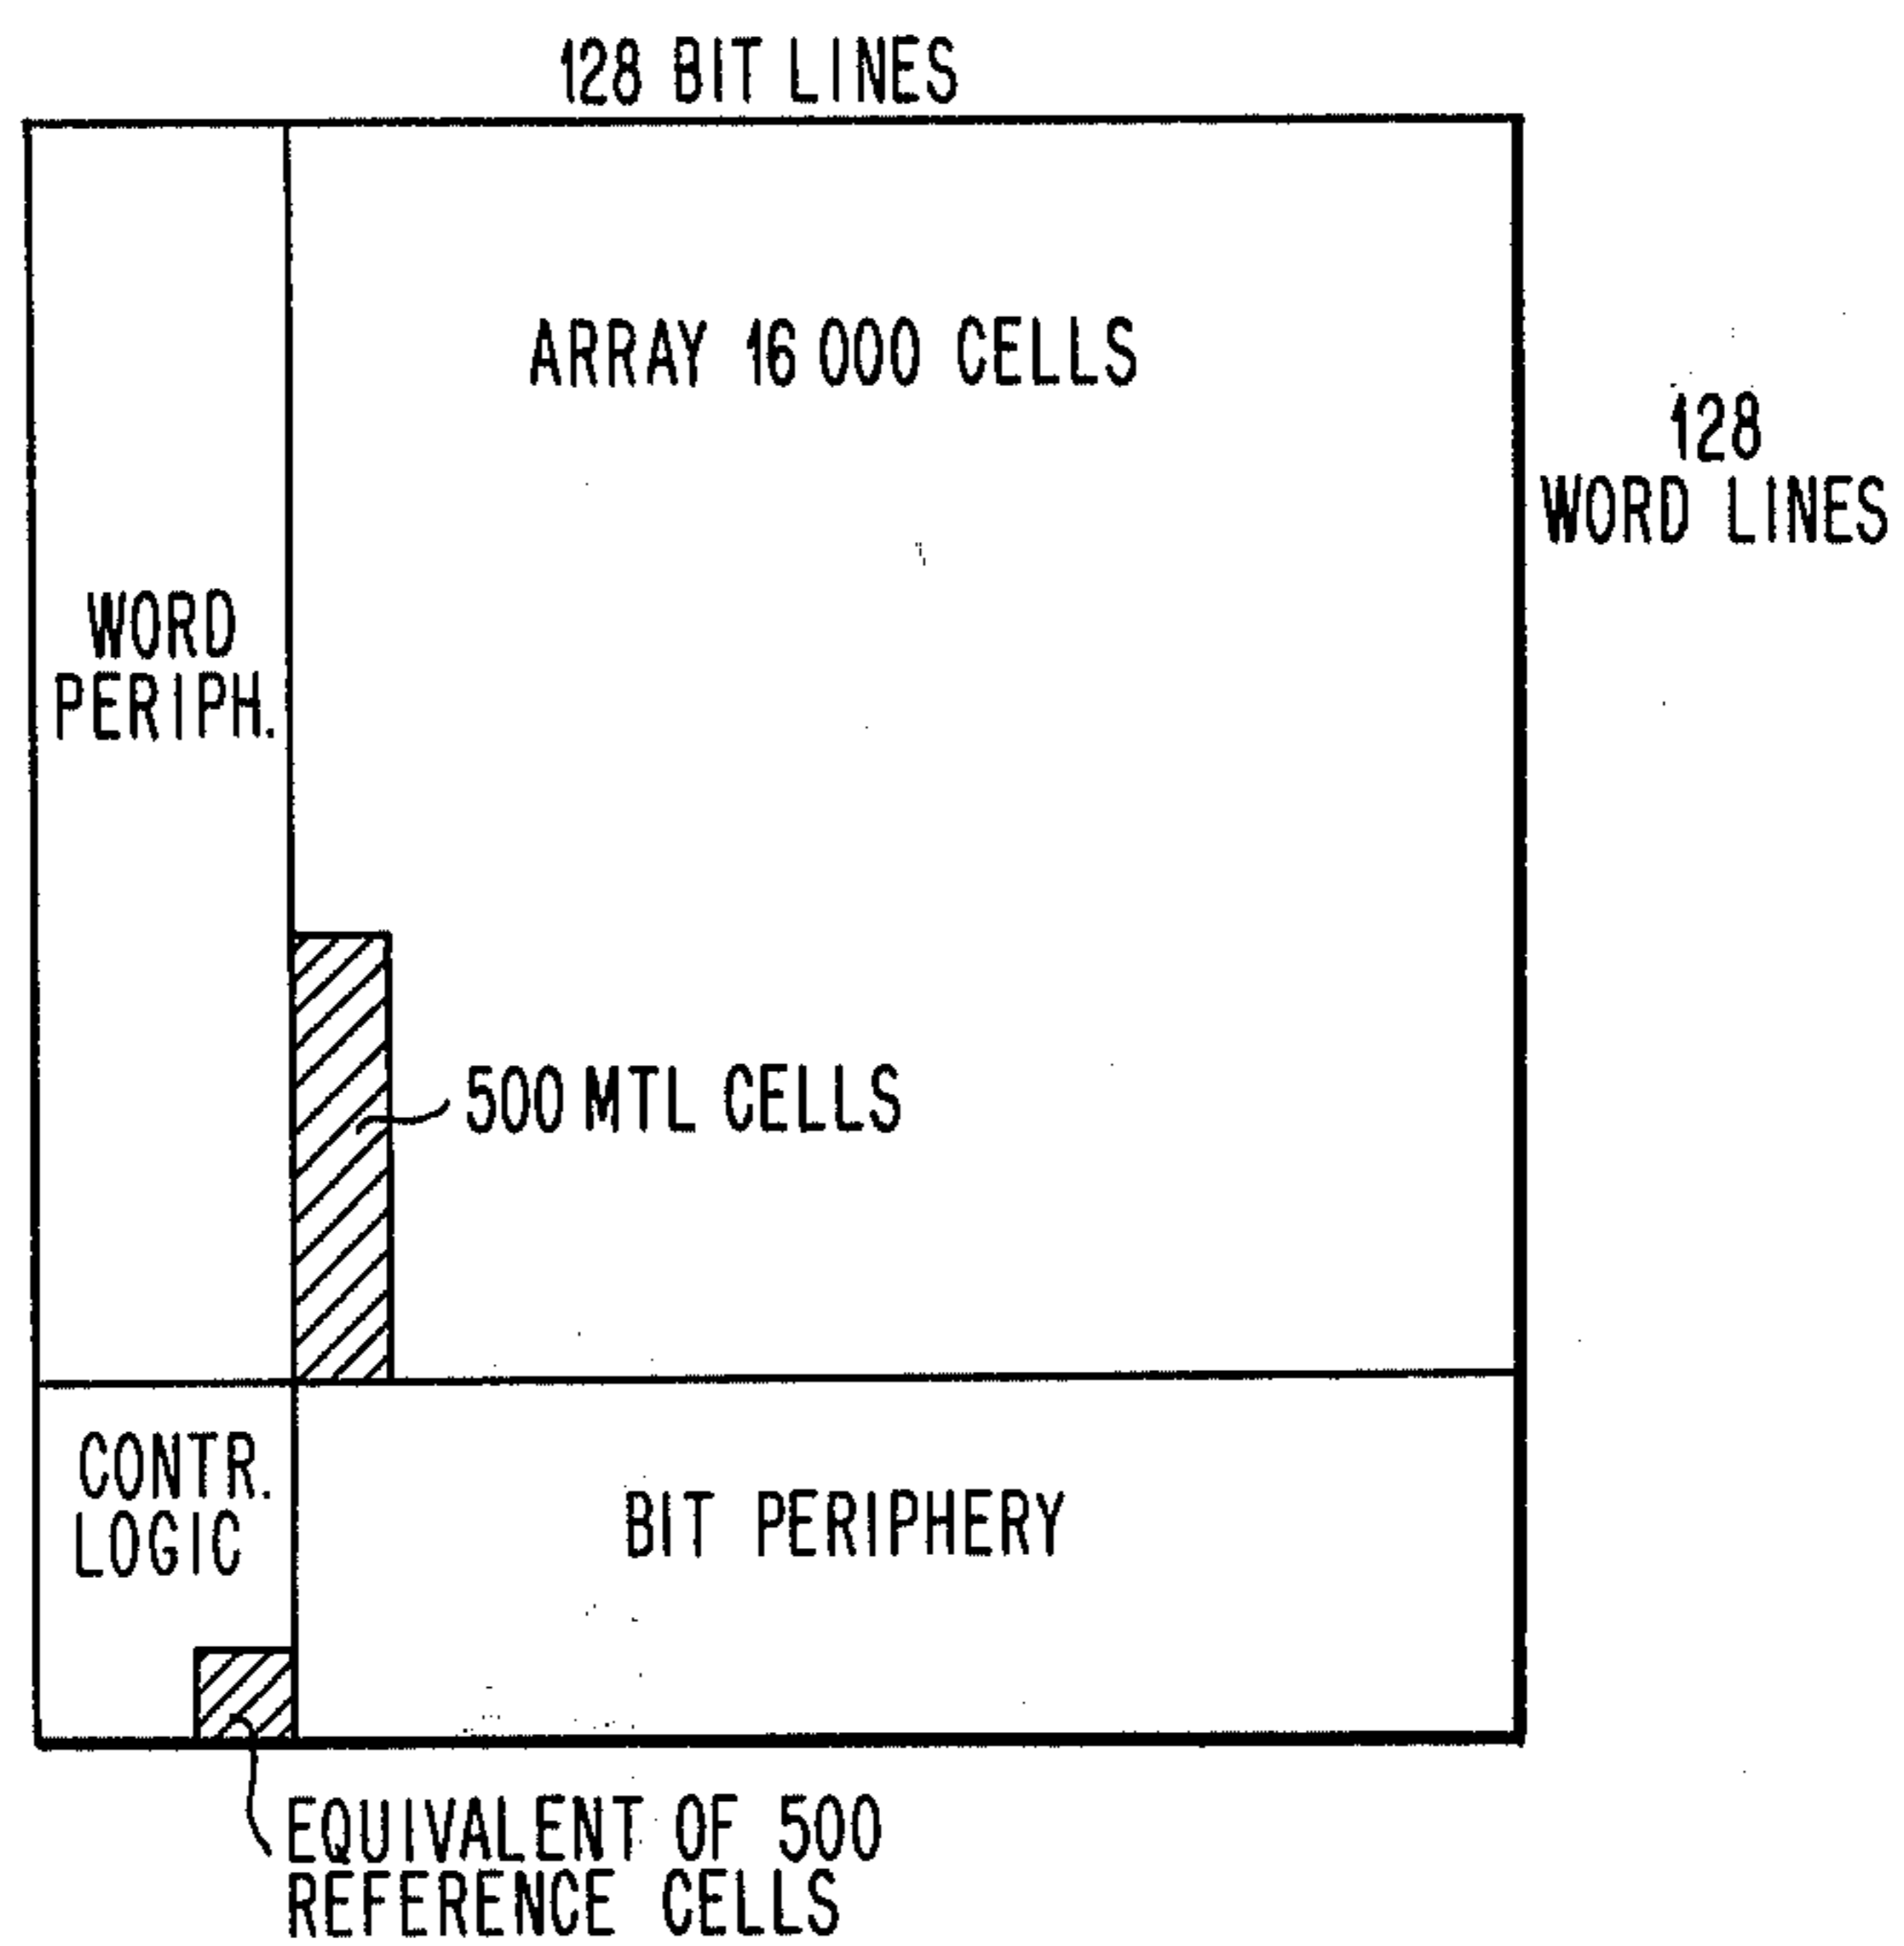 128 BIT LINES
ARRAY 16 000 CELLS
128
WORD LINES
WORD
PERIPH.
500 MTL CELLS
CONTR.
LOGIC
BIT PERIPHERY
EQUIVALENT OF 500
REFERENCE CELLS